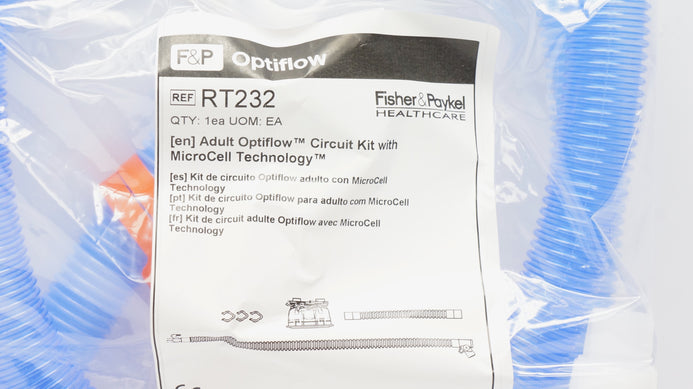 F&P Optiflow
REF RT232
Fisher&Paykel
HEALTHCARE
QTY: 1ea UOM: EA
[en] Adult Optiflow™ Circuit Kit with
MicroCell Technology™
[es] Kit de circuito Optiflow adulto con MicroCell
Technology
[pt] Kit de circuito Optiflow para adulto com MicroCell
Technology
[fr] Kit de circuit adulte Optiflow avec MicroCell
Technology